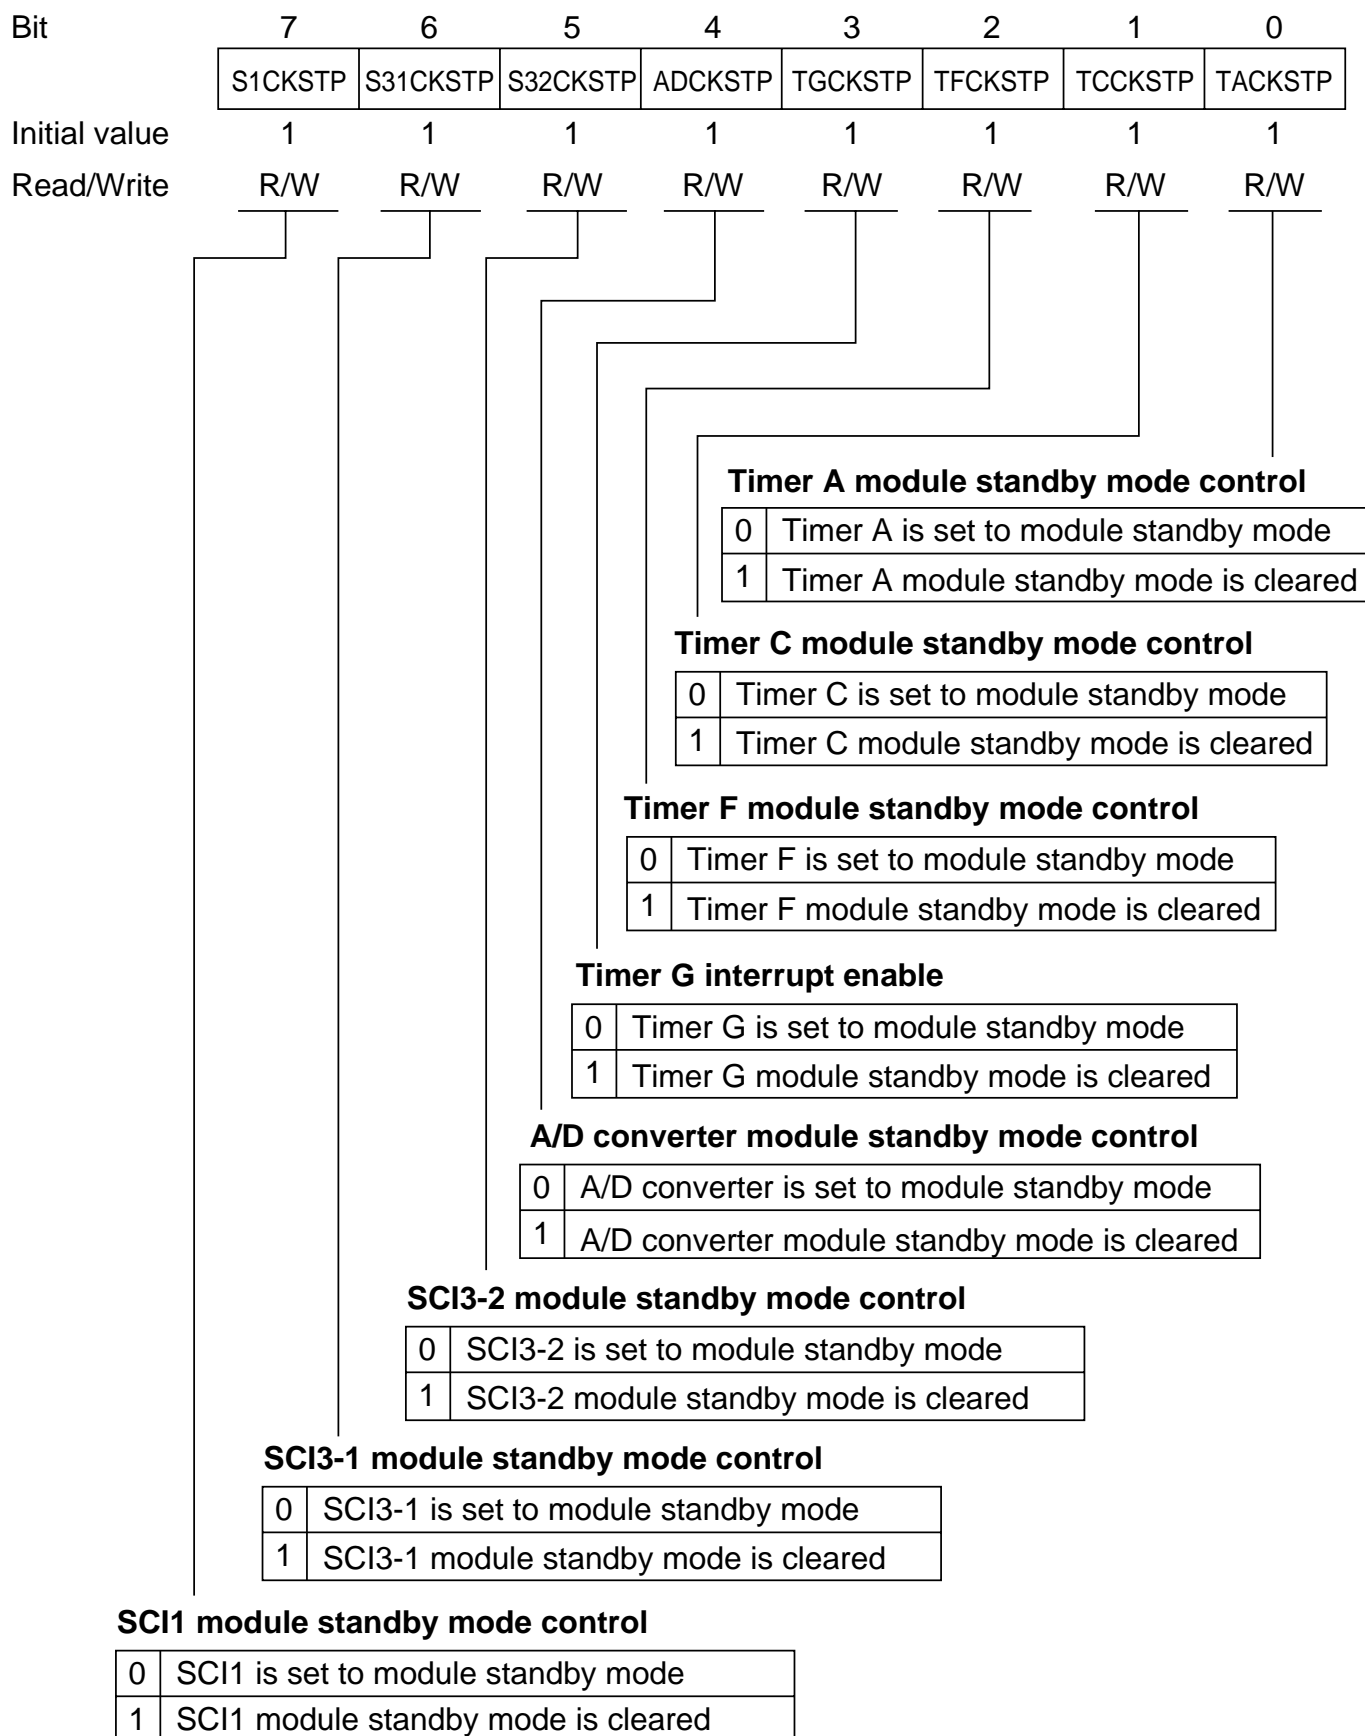 Bit 7 6 5 4 3 2 1 0
S1CKSTP S31CKSTP S32CKSTP ADCKSTP TGCKSTP TFCKSTP TCCKSTP TACKSTP
Initial value 1 1 1 1 1 1 1 1
Read/Write R/W R/W R/W R/W R/W R/W R/W R/W
Timer A module standby mode control
0 Timer A is set to module standby mode
1 Timer A module standby mode is cleared
Timer C module standby mode control
0 Timer C is set to module standby mode
1 Timer C module standby mode is cleared
Timer F module standby mode control
0 Timer F is set to module standby mode
1 Timer F module standby mode is cleared
Timer G interrupt enable
0 Timer G is set to module standby mode
1 Timer G module standby mode is cleared
A/D converter module standby mode control
0 A/D converter is set to module standby mode
1 A/D converter module standby mode is cleared
SCI3-2 module standby mode control
0 SCI3-2 is set to module standby mode
1 SCI3-2 module standby mode is cleared
SCI3-1 module standby mode control
0 SCI3-1 is set to module standby mode
1 SCI3-1 module standby mode is cleared
SCI1 module standby mode control
0 SCI1 is set to module standby mode
1 SCI1 module standby mode is cleared